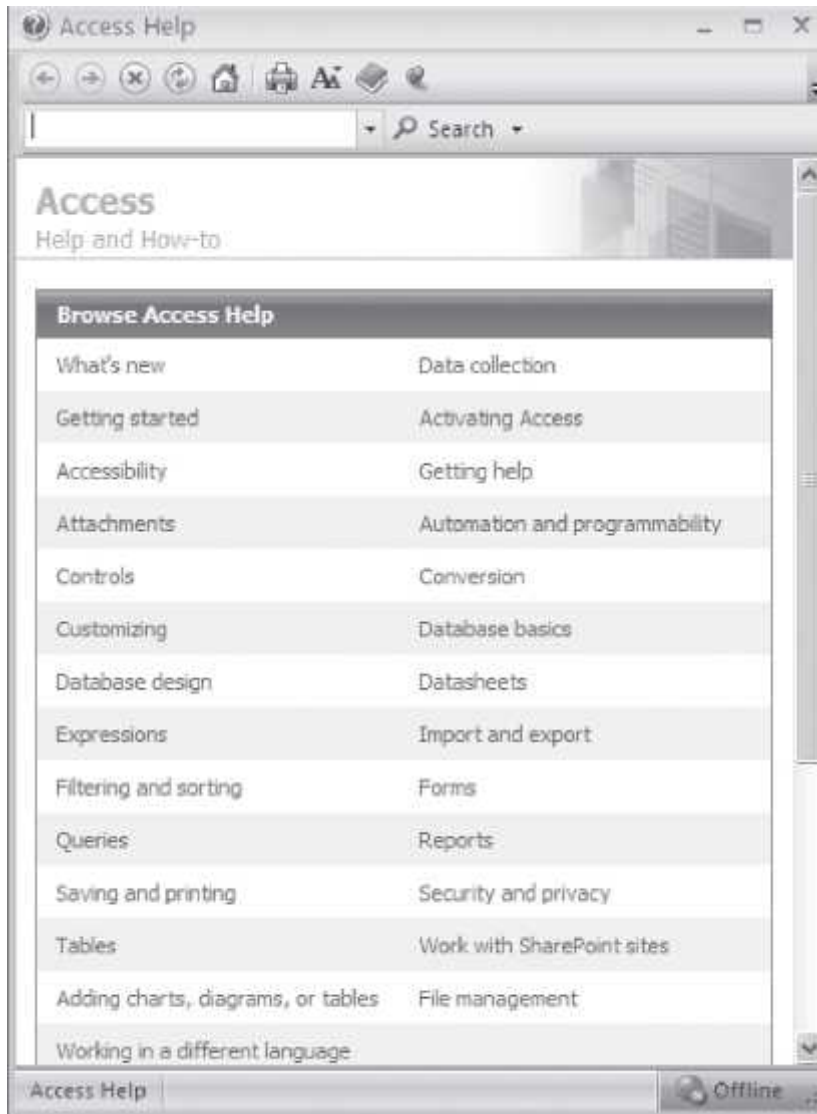 Access Help
Search
Access
Help and How-to
Browse Access Help
What's new Data collection
Getting started Activating Access
Accessibility Getting help
Attachments Automation and programmability
Controls Conversion
Customizing Database basics
Database design Datasheets
Expressions Import and export
Filtering and sorting Forms
Queries Reports
Saving and printing Security and privacy
Tables Work with SharePoint sites
Adding charts, diagrams, or tables File management
Working in a different language
Access Help Offline